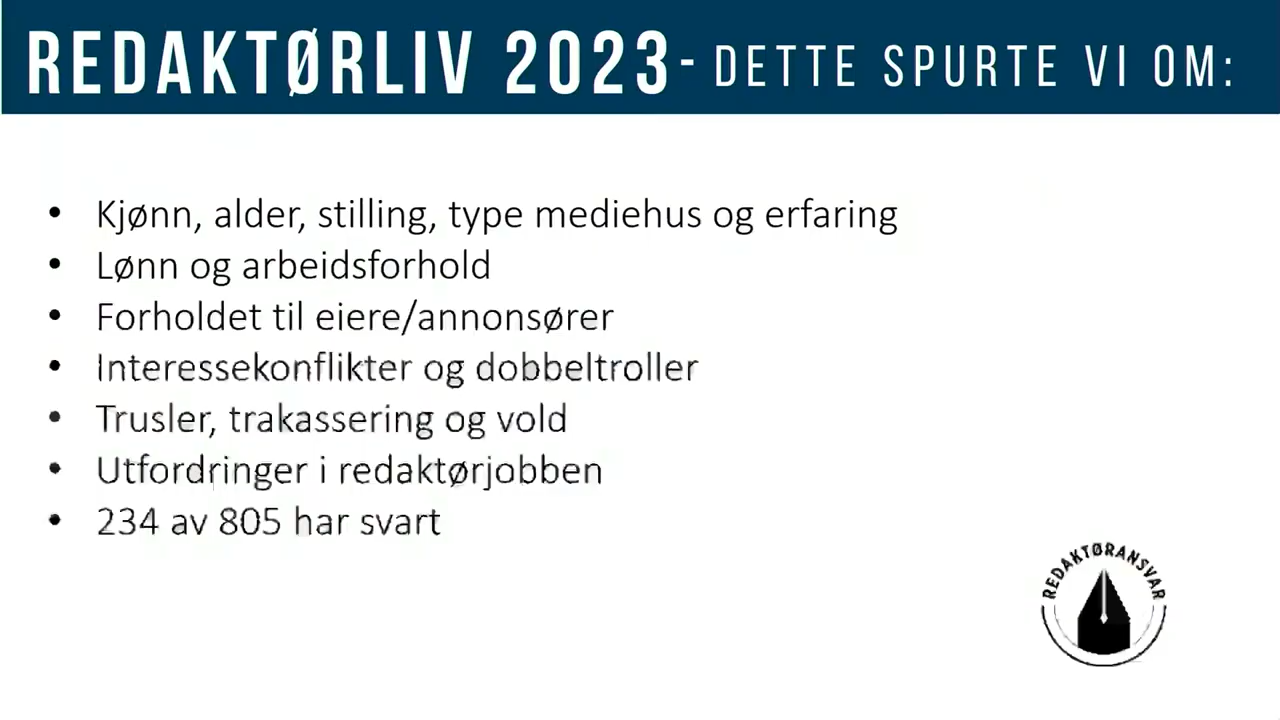 REDAKTØRLIV 2023 - DETTE SPURTE VI OM:
• Kjønn, alder, stilling, type mediehus og erfaring
• Lønn og arbeidsforhold
• Forholdet til eiere/annonsører
• Interessekonflikter og dobbeltroller
• Trusler, trakassering og vold
• Utfordringer i redaktørjobben
• 234 av 805 har svart
REDAKTØRANSVAR